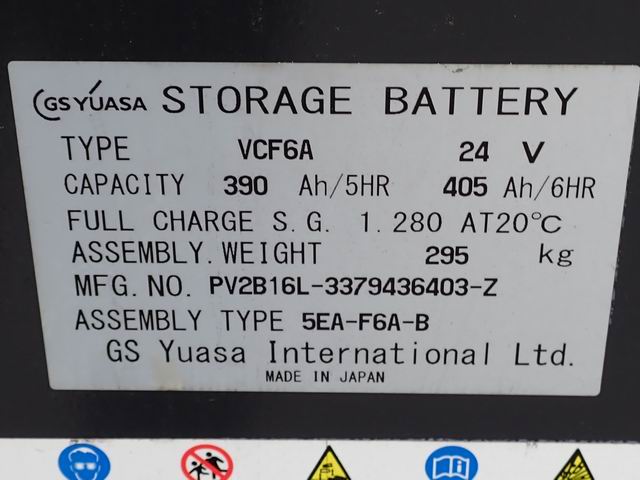 GS YUASA STORAGE BATTERY
TYPE VCF6A 24 V
CAPACITY 390 Ah/5HR 405 Ah/6HR
FULL CHARGE S.G. 1.280 AT20℃
ASSEMBLY.WEIGHT 295 kg
MFG.NO. PV2B16L-3379436403-Z
ASSEMBLY TYPE 5EA-F6A-B
GS Yuasa International Ltd.
MADE IN JAPAN